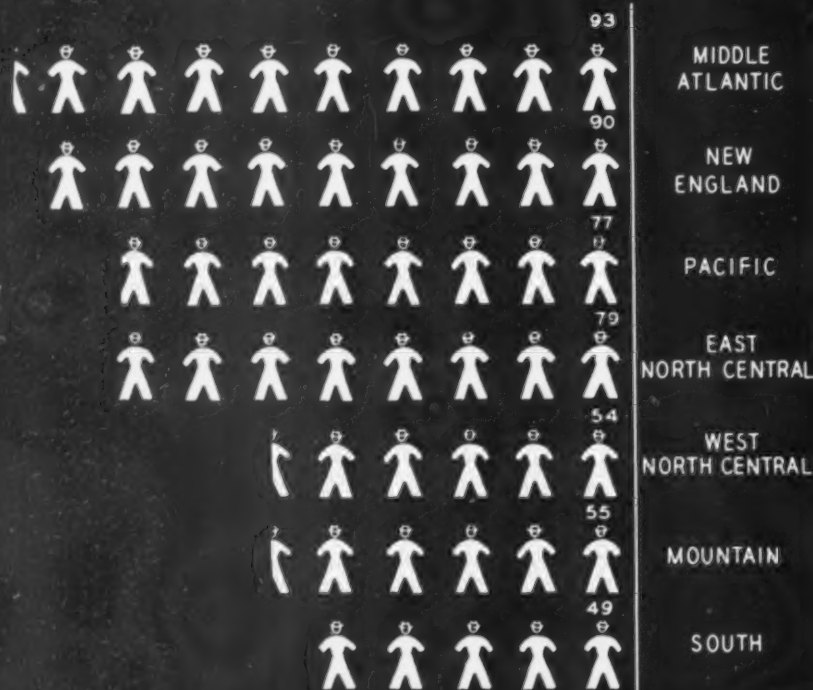 93
MIDDLE
ATLANTIC
90
NEW
ENGLAND
77
PACIFIC
79
EAST
NORTH CENTRAL
54
WEST
NORTH CENTRAL
55
MOUNTAIN
49
SOUTH